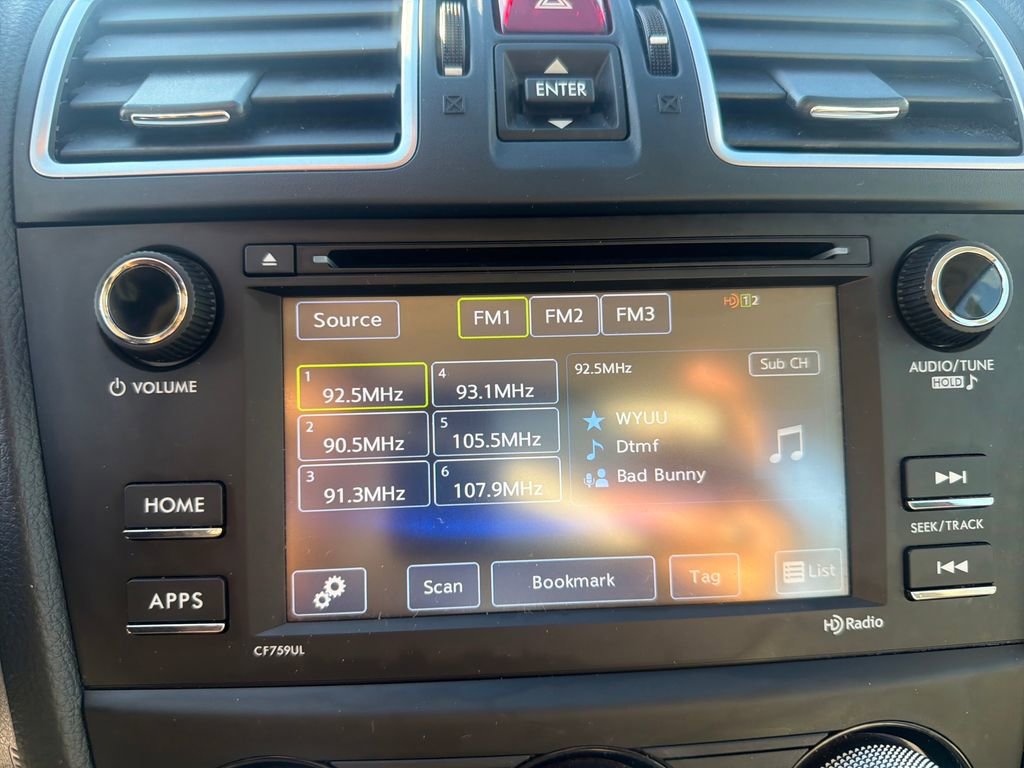 ENTER
VOLUME
AUDIO/TUNE
HOLD
Source
FM1
FM2
FM3
HD 1 2
1 92.5MHz
4 93.1MHz
2 90.5MHz
5 105.5MHz
3 91.3MHz
6 107.9MHz
92.5MHz
Sub CH
WYUU
Dtmf
Bad Bunny
Scan
Bookmark
Tag
List
HOME
APPS
SEEK/TRACK
CF759UL
HD Radio